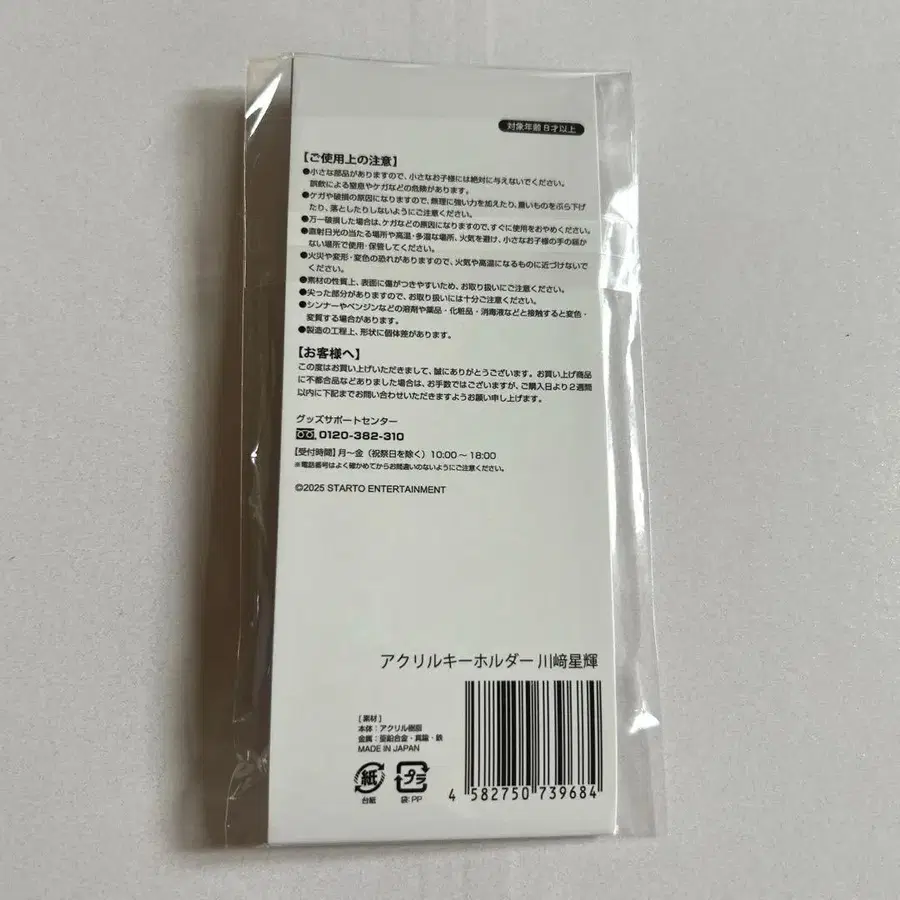 対象年齢8才以上
【ご使用上の注意】
●小さな部品がありますので、小さなお子様には絶対に与えないでください。
誤飲による窒息やケガなどの危険があります。
●ケガや破損の原因になりますので、無理に強い力を加えたり、重いものをぶら下げ
たり、落としたりしないようにご注意ください。
●万一破損した場合は、ケガなどの原因になりますので、すぐに使用をおやめください。
●直射日光の当たる場所や高温・多湿な場所、火気を避け、小さなお子様の手の届か
ない場所で使用・保管してください。
●火災や変形・変色の恐れがありますので、火気や高温になるものに近づけないで
ください。
●素材の性質上、表面に傷がつきやすいため、お取り扱いにご注意ください。
●尖った部分がありますので、お取り扱いには十分ご注意ください。
●シンナーやベンジンなどの溶剤や薬品・化粧品・消毒液などと接触すると変色・
変質する場合があります。
●製造の工程上、形状に個体差があります。
【お客様へ】
この度はお買い上げいただきまして、誠にありがとうございます。お買い上げ商品
に不都合品などありました場合は、お手数ではございますが、ご購入日より2週間
以内に下記までお問い合わせいただきますようお願い申し上げます。
グッズサポートセンター
0120-382-310
【受付時間】月～金（祝祭日を除く）10:00～18:00
※電話番号はよく確かめてからお間違いのないようにご注意ください。
©2025 STARTO ENTERTAINMENT
アクリルキーホルダー 川﨑星輝
［素材］
本体：アクリル樹脂
金属：亜鉛合金・真鍮・鉄
MADE IN JAPAN
紙
台紙
プラ
袋:PP
4 582750 739684